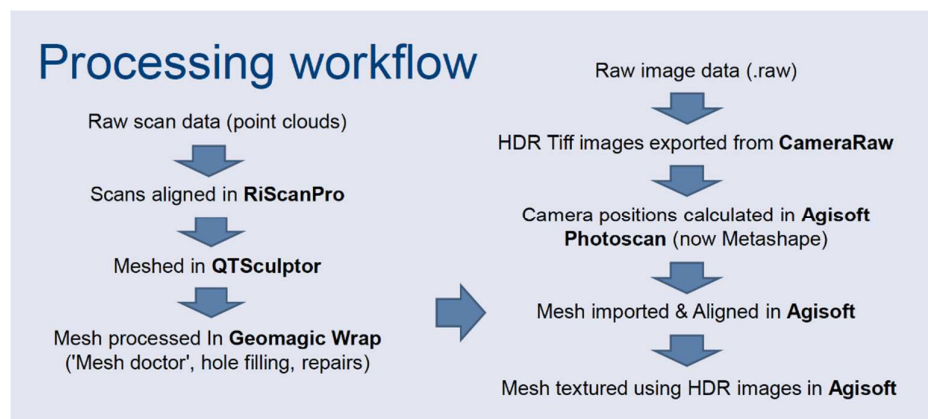 Processing workflow
Raw scan data (point clouds)
Scans aligned in RiScanPro
Meshed in QTSculptor
Mesh processed In Geomagic Wrap
('Mesh doctor', hole filling, repairs)
Raw image data (.raw)
HDR Tiff images exported from CameraRaw
Camera positions calculated in Agisoft
Photoscan (now Metashape)
Mesh imported & Aligned in Agisoft
Mesh textured using HDR images in Agisoft